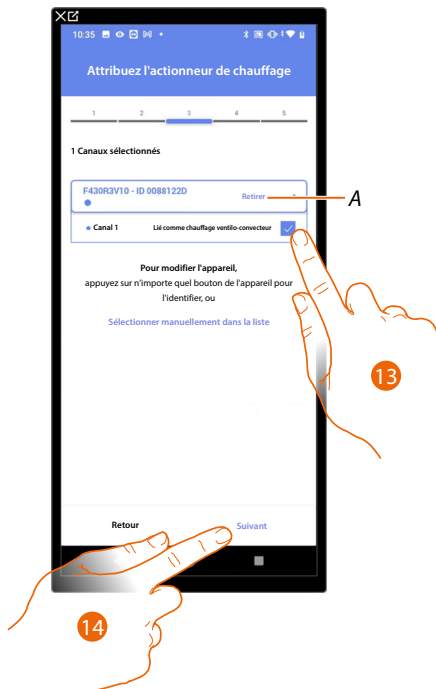 10:35
Attribuez l'actionneur de chauffage
1 2 3 4 5
1 Canaux sélectionnés
F430R3V10 - ID 0088122D
Retirer
A
Canal 1 Lié comme chauffage ventilo-convecteur
Pour modifier l'appareil,
appuyez sur n'importe quel bouton de l'appareil pour
l'identifier, ou
Sélectionner manuellement dans la liste
13
Retour Suivant
14